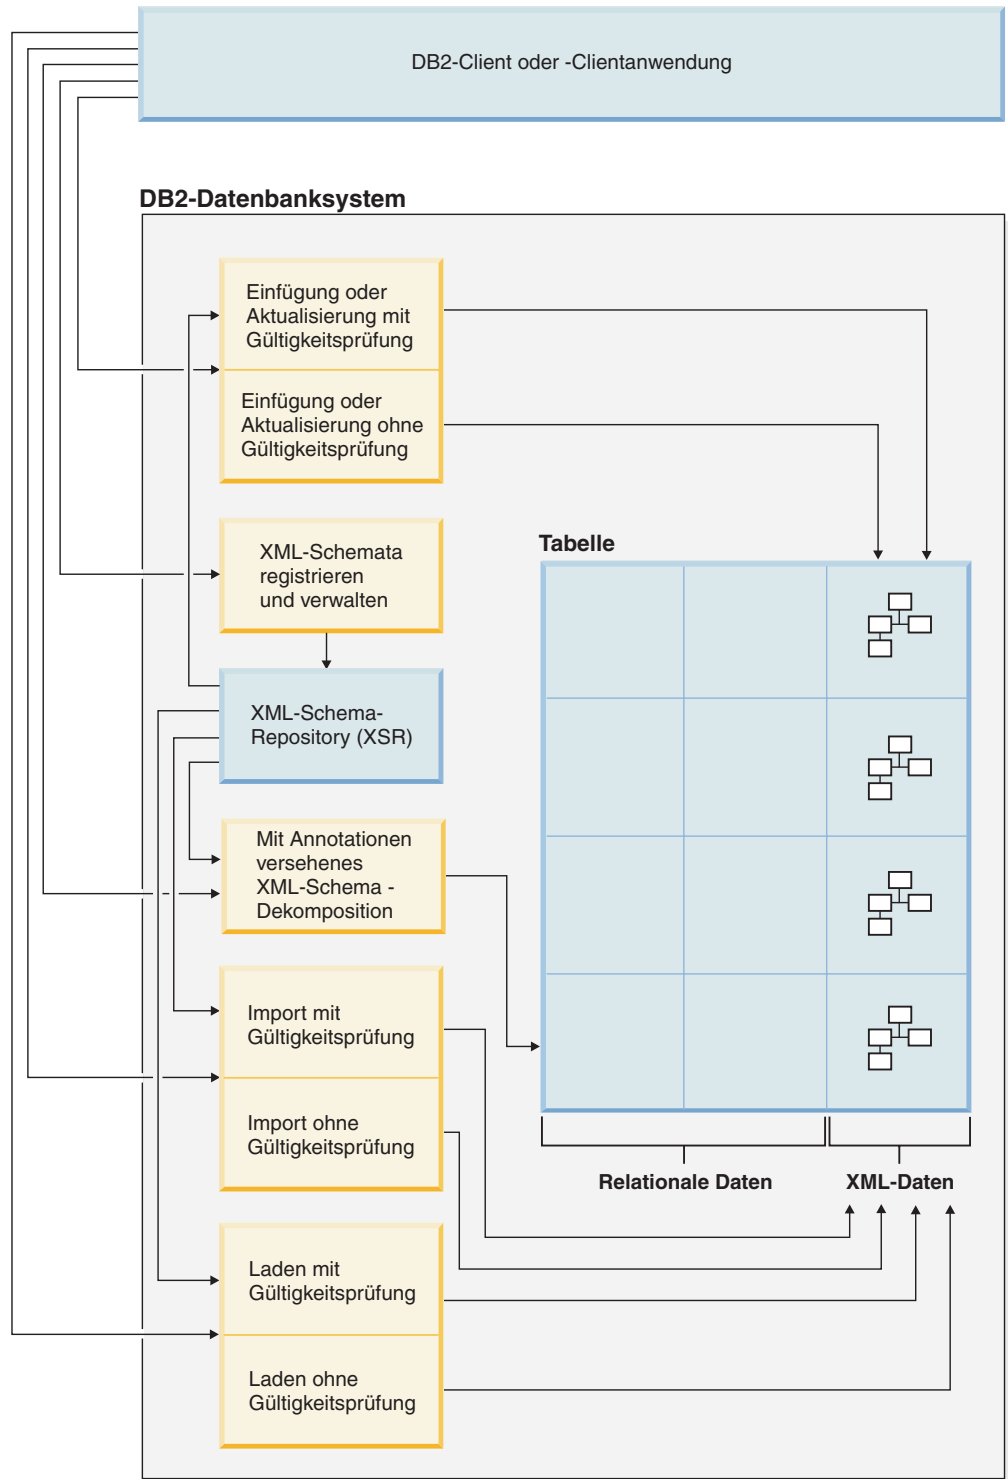 DB2-Client oder -Clientanwendung
DB2-Datenbanksystem
Einfügung oder
Aktualisierung mit
Gültigkeitsprüfung
Einfügung oder
Aktualisierung ohne
Gültigkeitsprüfung
XML-Schemata
registrieren
und verwalten
Tabelle
XML-Schema-
Repository (XSR)
Mit Annotationen
versehenes
XML-Schema -
Dekomposition
Import mit
Gültigkeitsprüfung
Import ohne
Gültigkeitsprüfung
Relationale Daten
XML-Daten
Laden mit
Gültigkeitsprüfung
Laden ohne
Gültigkeitsprüfung